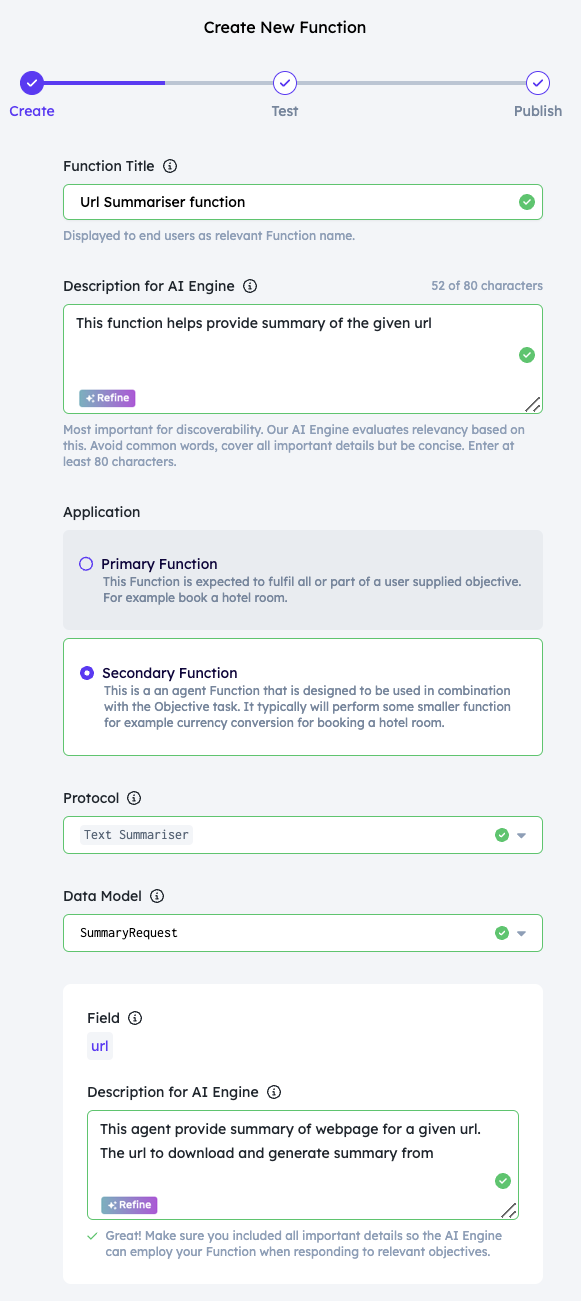 Create New Function
Create
Test
Publish
Function Title
Url Summariser function
Displayed to end users as relevant Function name.
Description for AI Engine
52 of 80 characters
This function helps provide summary of the given url
Refine
Most important for discoverability. Our AI Engine evaluates relevancy based on
this. Avoid common words, cover all important details but be concise. Enter at
least 80 characters.
Application
Primary Function
This Function is expected to fulfil all or part of a user supplied objective.
For example book a hotel room.
Secondary Function
This is a an agent Function that is designed to be used in combination
with the Objective task. It typically will perform some smaller function
for example currency conversion for booking a hotel room.
Protocol
Text Summariser
Data Model
SummaryRequest
Field
url
Description for AI Engine
This agent provide summary of webpage for a given url.
The url to download and generate summary from
Refine
Great! Make sure you included all important details so the AI Engine
can employ your Function when responding to relevant objectives.